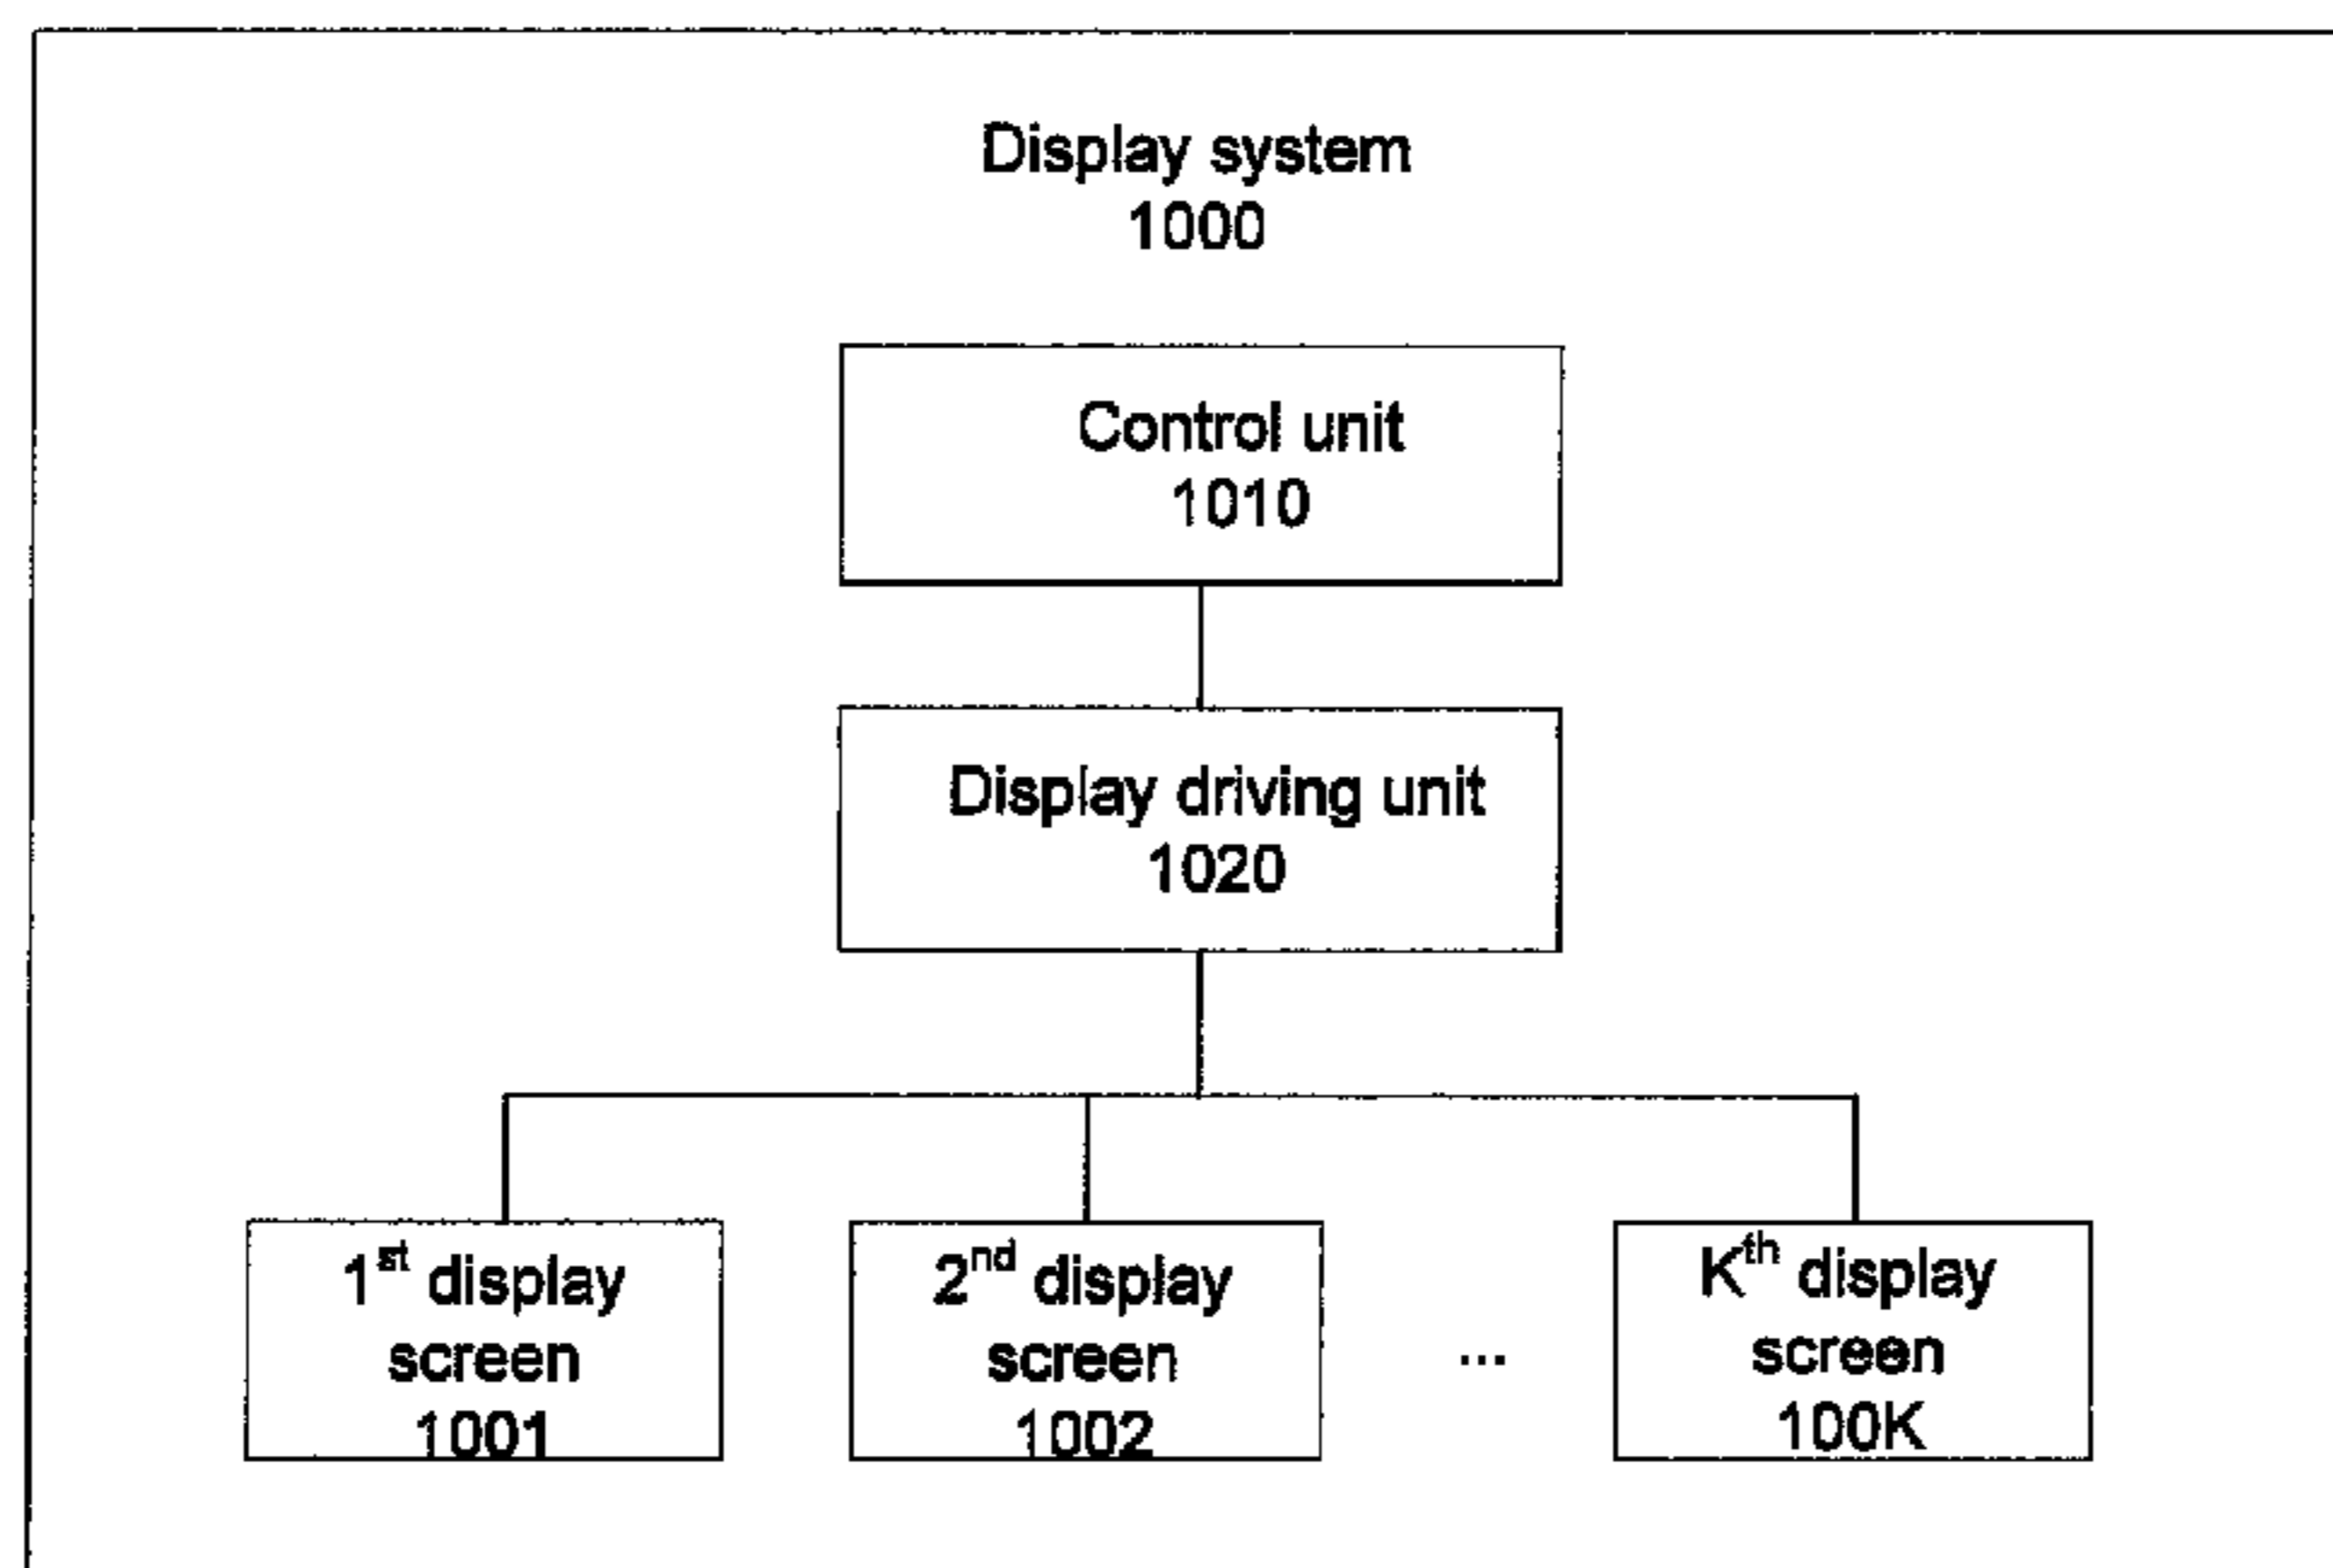 Display system
1000
Control unit
1010
Display driving unit
1020
1st display
screen
1001
2nd display
screen
1002
...
Kth display
screen
100K